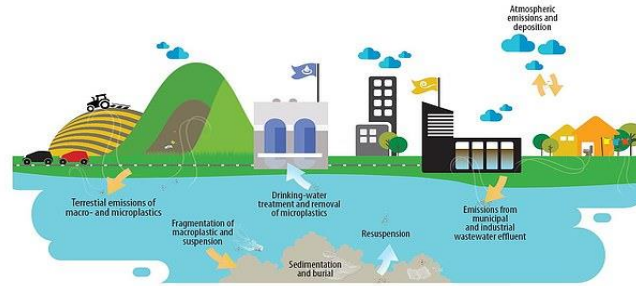 Atmospheric
emissions and
deposition
Terrestial emissions of
macro- and microplastics
Drinking-water
treatment and removal
of microplastics
Emissions from
municipal
and industrial
wastewater effluent
Fragmentation of
macroplastic and
suspension
Resuspension
Sedimentation
and burial